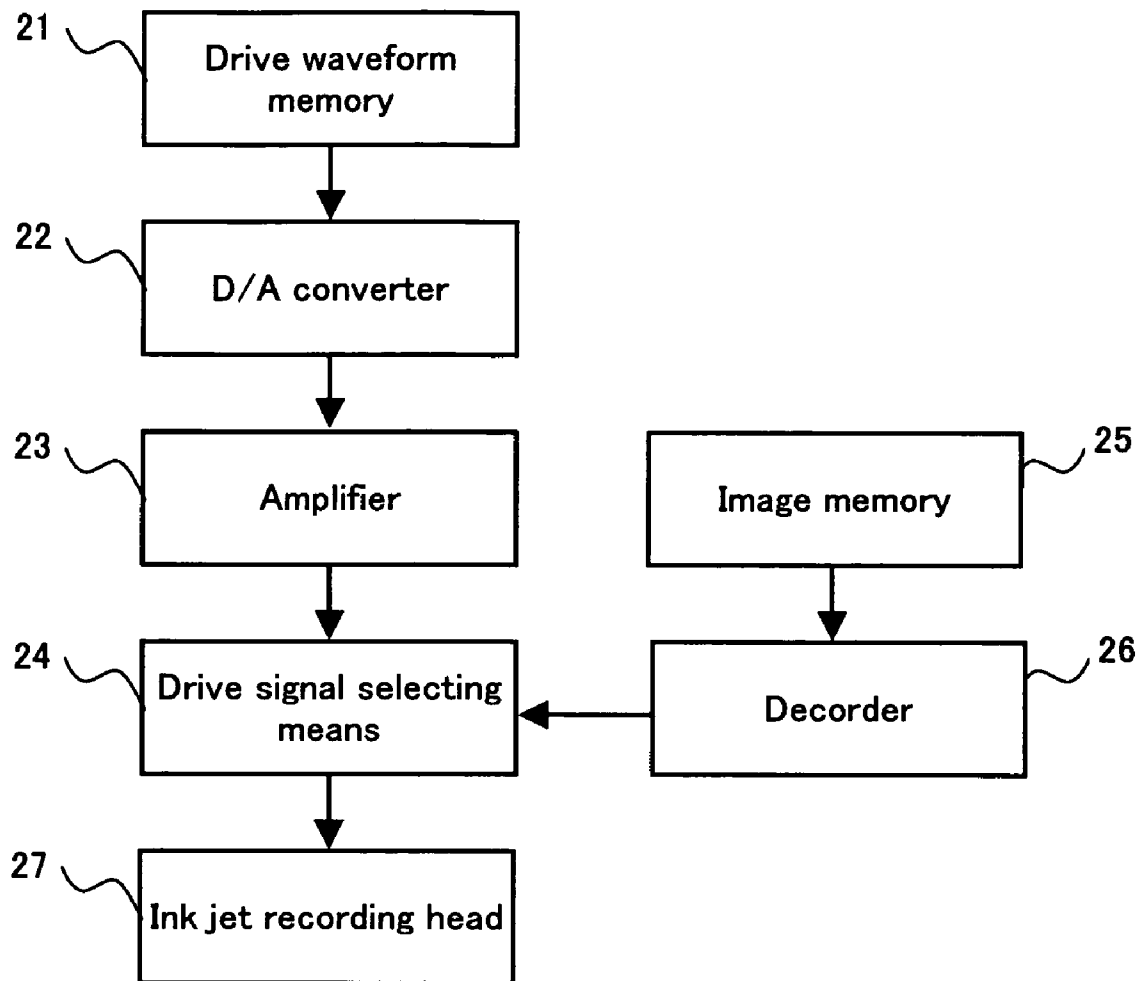 21
Drive waveform
memory
22
D/A converter
23
Amplifier
25
Image memory
24
Drive signal selecting
means
26
Decorder
27
Ink jet recording head